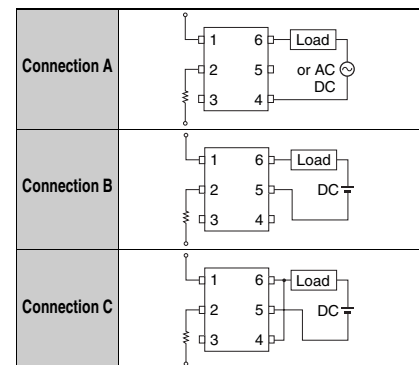 Connection A
1 6 Load
2 5 or AC
DC
3 4
Connection B
1 6 Load
2 5 DC
3 4
Connection C
1 6 Load
2 5 DC
3 4